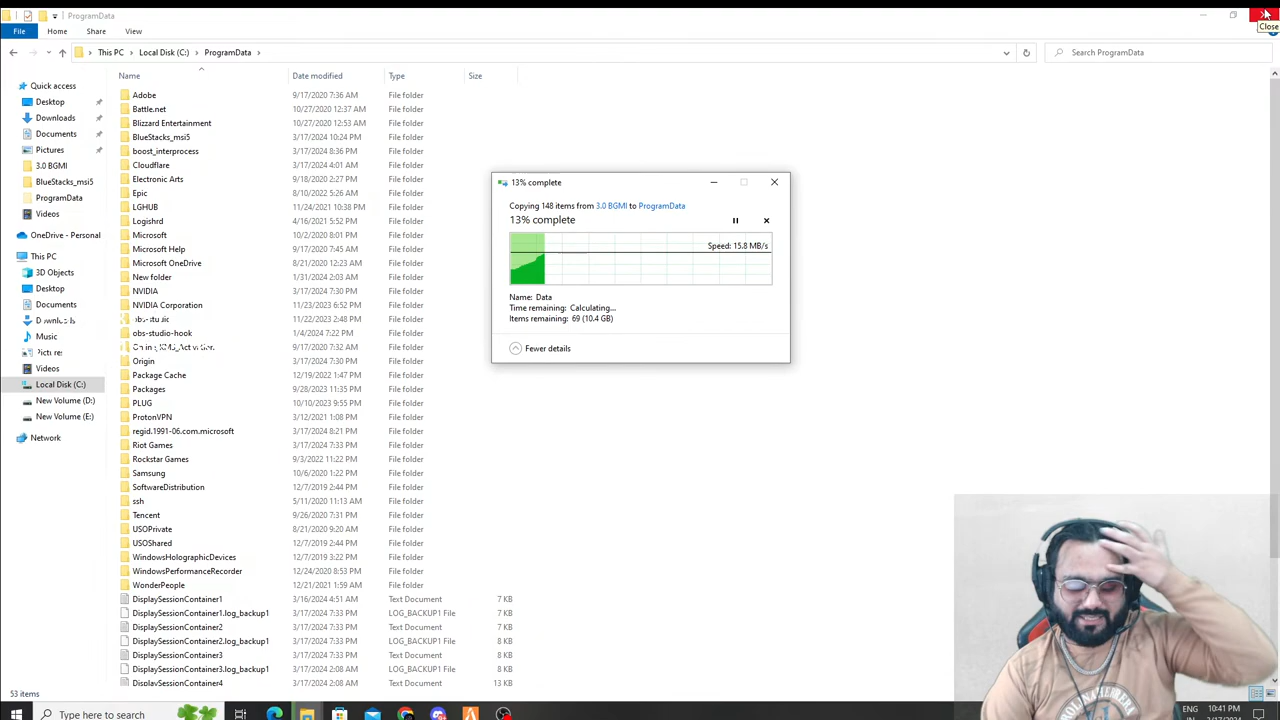 ProgramData
Close
File Home Share View
This PC > Local Disk (C:) > ProgramData >
Search ProgramData
Name Date modified Type Size
Quick access
Desktop
Downloads
Documents
Pictures
3.0 BGMI
BlueStacks_msi5
ProgramData
Videos
OneDrive - Personal
This PC
3D Objects
Desktop
Documents
Music
Videos
Local Disk (C:)
New Volume (D:)
New Volume (E:)
Network
Adobe 9/17/2020 7:36 AM File folder
Battle.net 10/27/2020 12:37 AM File folder
Blizzard Entertainment 10/27/2020 12:53 AM File folder
BlueStacks_msi5 3/17/2024 10:24 PM File folder
boost_interprocess 3/17/2024 8:36 PM File folder
Cloudflare 3/17/2024 4:01 AM File folder
Electronic Arts 9/18/2020 2:27 PM File folder
Epic 8/10/2022 5:26 AM File folder
LGHUB 11/24/2021 10:38 PM File folder
Logishrd 4/16/2021 5:52 PM File folder
Microsoft 10/2/2021 8:01 PM File folder
Microsoft Help 9/17/2020 7:45 AM File folder
Microsoft OneDrive 8/21/2020 12:23 AM File folder
New folder 1/31/2024 2:03 AM File folder
NVIDIA 3/17/2024 7:30 PM File folder
NVIDIA Corporation 11/23/2023 6:52 PM File folder
11/22/2023 2:48 PM File folder
obs-studio-hook 1/4/2024 7:22 PM File folder
9/17/2020 7:32 AM File folder
Origin 3/17/2024 7:30 PM File folder
Package Cache 12/19/2022 1:47 PM File folder
Packages 9/28/2023 11:35 PM File folder
PLUG 10/10/2023 9:55 PM File folder
ProtonVPN 3/12/2021 1:08 PM File folder
regid.1991-06.com.microsoft 3/17/2024 8:21 PM File folder
Riot Games 3/17/2024 7:33 PM File folder
Rockstar Games 9/3/2022 11:22 PM File folder
Samsung 10/6/2020 1:22 PM File folder
SoftwareDistribution 12/7/2019 2:44 PM File folder
ssh 5/11/2020 11:13 AM File folder
Tencent 9/26/2020 7:31 PM File folder
USOPrivate 8/21/2020 9:20 AM File folder
USOShared 12/7/2019 2:44 PM File folder
WindowsHolographicDevices 12/7/2019 3:22 PM File folder
WindowsPerformanceRecorder 12/24/2020 8:53 PM File folder
WonderPeople 12/21/2021 1:59 AM File folder
DisplaySessionContainer1 3/16/2024 4:51 AM Text Document 7 KB
DisplaySessionContainer1.log_backup1 3/17/2024 7:33 PM LOG_BACKUP1 File 7 KB
DisplaySessionContainer2 3/17/2024 7:33 PM Text Document 7 KB
DisplaySessionContainer2.log_backup1 3/17/2024 7:33 PM LOG_BACKUP1 File 8 KB
DisplaySessionContainer3 3/17/2024 7:33 PM Text Document 8 KB
DisplaySessionContainer3.log_backup1 3/17/2024 2:08 AM LOG_BACKUP1 File 8 KB
DisplaySessionContainer4 3/17/2024 2:08 AM Text Document 13 KB
13% complete
Copying 148 items from 3.0 BGMI to ProgramData
13% complete
Speed: 15.8 MB/s
Name: Data
Time remaining: Calculating...
Items remaining: 69 (10.4 GB)
Fewer details
53 items
Type here to search
10:41 PM